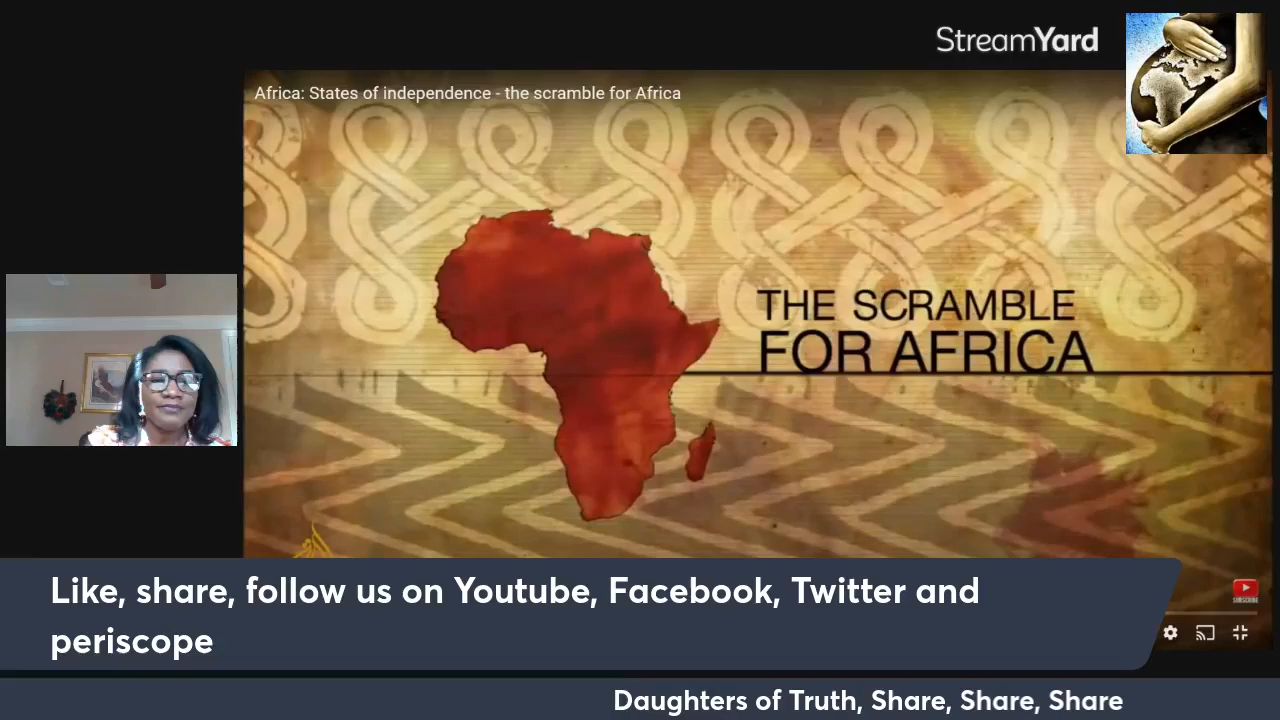 StreamYard
Africa: States of independence - the scramble for Africa
THE SCRAMBLE
FOR AFRICA
SUBSCRIBE
Like, share, follow us on Youtube, Facebook, Twitter and
periscope
Daughters of Truth, Share, Share, Share